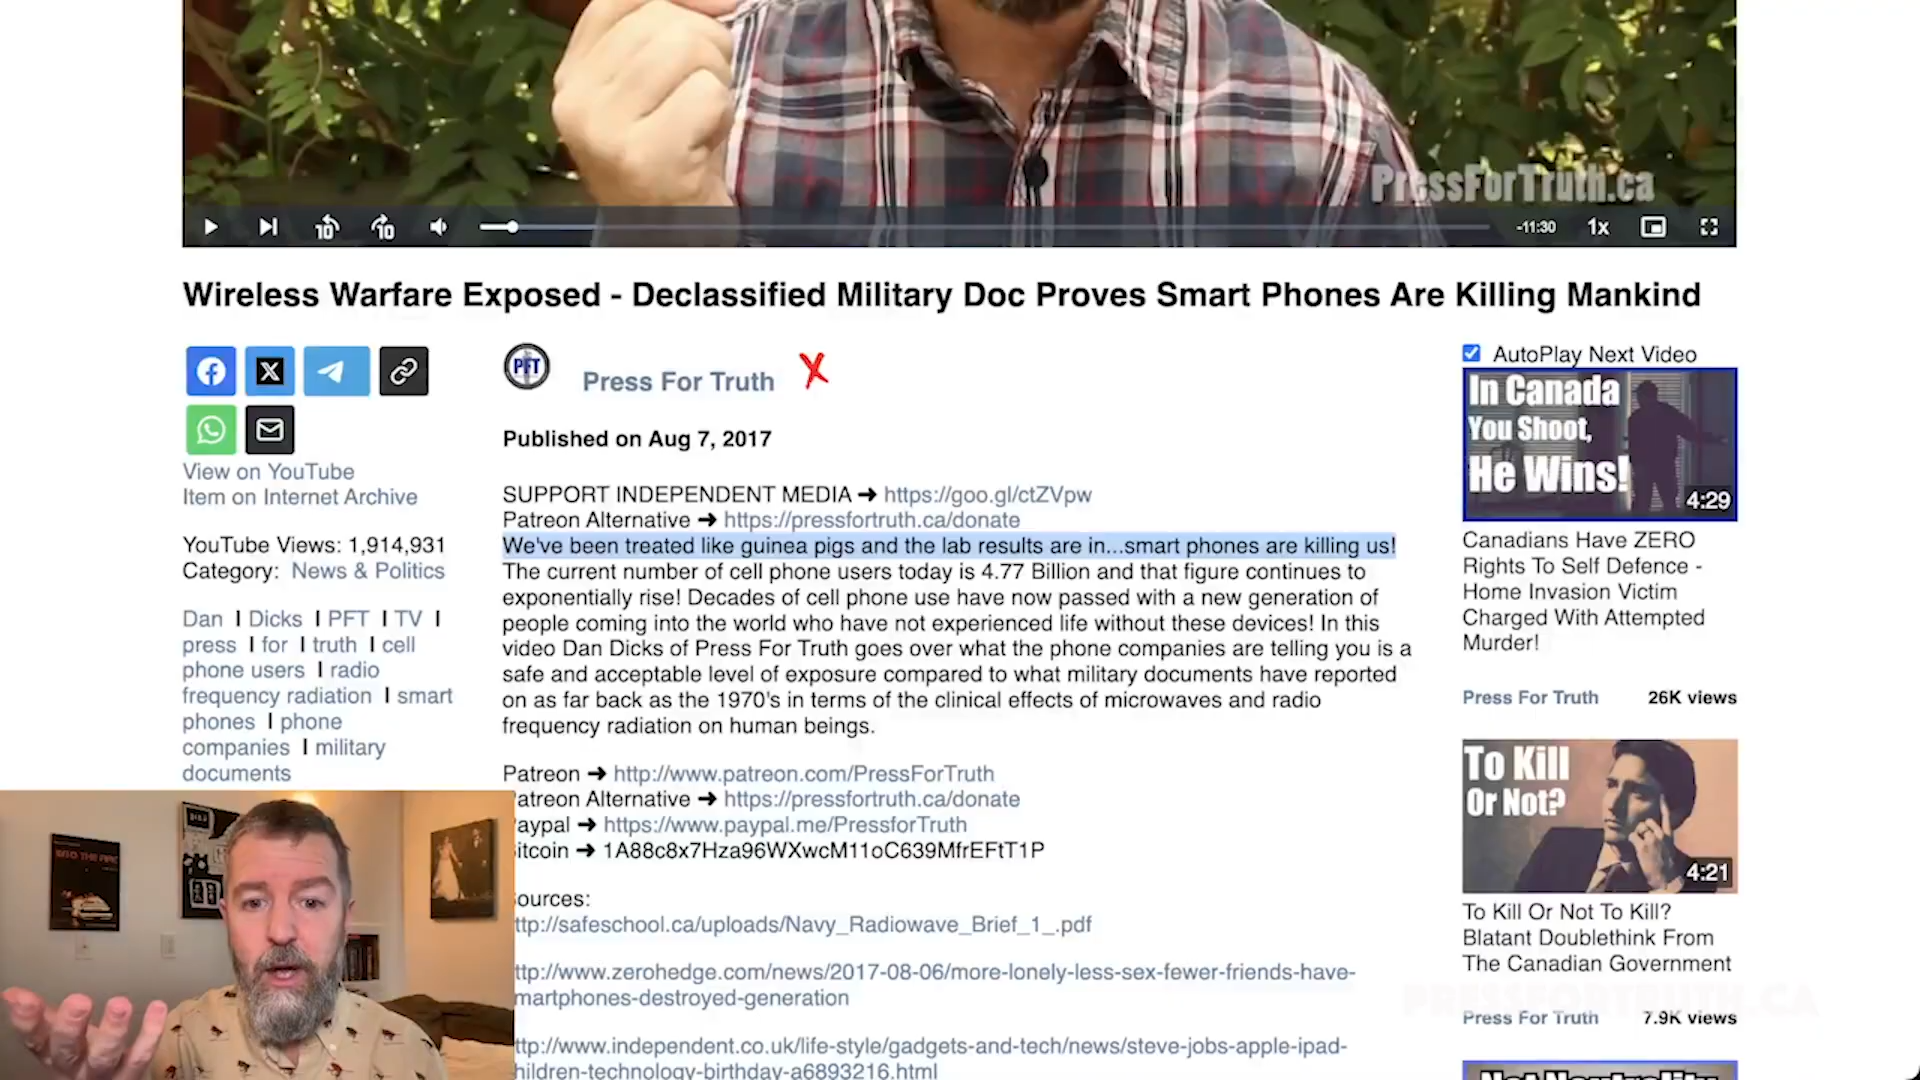 PressForTruth.ca
10
10
-11:30
1x
Wireless Warfare Exposed - Declassified Military Doc Proves Smart Phones Are Killing Mankind
PFT
Press For Truth
View on YouTube
Item on Internet Archive
YouTube Views: 1,914,931
Category: News & Politics
Dan | Dicks | PFT | TV |
press | for | truth | cell
phone users | radio
frequency radiation | smart
phones | phone
companies | military
documents
Published on Aug 7, 2017
SUPPORT INDEPENDENT MEDIA ➜ https://goo.gl/ctZVpw
Patreon Alternative ➜ https://pressfortruth.ca/donate
We've been treated like guinea pigs and the lab results are in...smart phones are killing us!
The current number of cell phone users today is 4.77 Billion and that figure continues to
exponentially rise! Decades of cell phone use have now passed with a new generation of
people coming into the world who have not experienced life without these devices! In this
video Dan Dicks of Press For Truth goes over what the phone companies are telling you is a
safe and acceptable level of exposure compared to what military documents have reported
on as far back as the 1970's in terms of the clinical effects of microwaves and radio
frequency radiation on human beings.
Patreon ➜ http://www.patreon.com/PressForTruth
atreon Alternative ➜ https://pressfortruth.ca/donate
aypal ➜ https://www.paypal.me/PressforTruth
itcoin ➜ 1A88c8x7Hza96WXwcM11oC639MfrEFtT1P
ources:
ttp://safeschool.ca/uploads/Navy_Radiowave_Brief_1_.pdf
ttp://www.zerohedge.com/news/2017-08-06/more-lonely-less-sex-fewer-friends-have-
martphones-destroyed-generation
ttp://www.independent.co.uk/life-style/gadgets-and-tech/news/steve-jobs-apple-ipad-
hildren-technology-birthday-a6893216.html
AutoPlay Next Video
In Canada
You Shoot,
He Wins!
4:29
Canadians Have ZERO
Rights To Self Defence -
Home Invasion Victim
Charged With Attempted
Murder!
Press For Truth 26K views
To Kill
Or Not?
4:21
To Kill Or Not To Kill?
Blatant Doublethink From
The Canadian Government
PRESSFORTRUTH.CA
Press For Truth 7.9K views
Net Neutrality